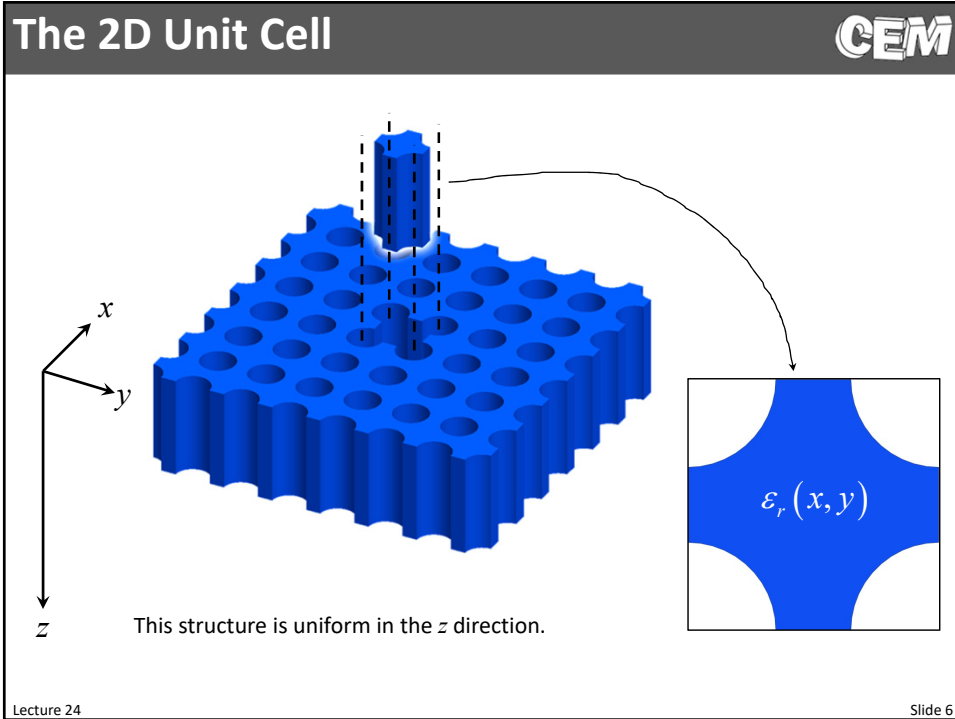 The 2D Unit Cell
CEM
x
y
z
εᵣ(x, y)
This structure is uniform in the z direction.
Lecture 24
Slide 6